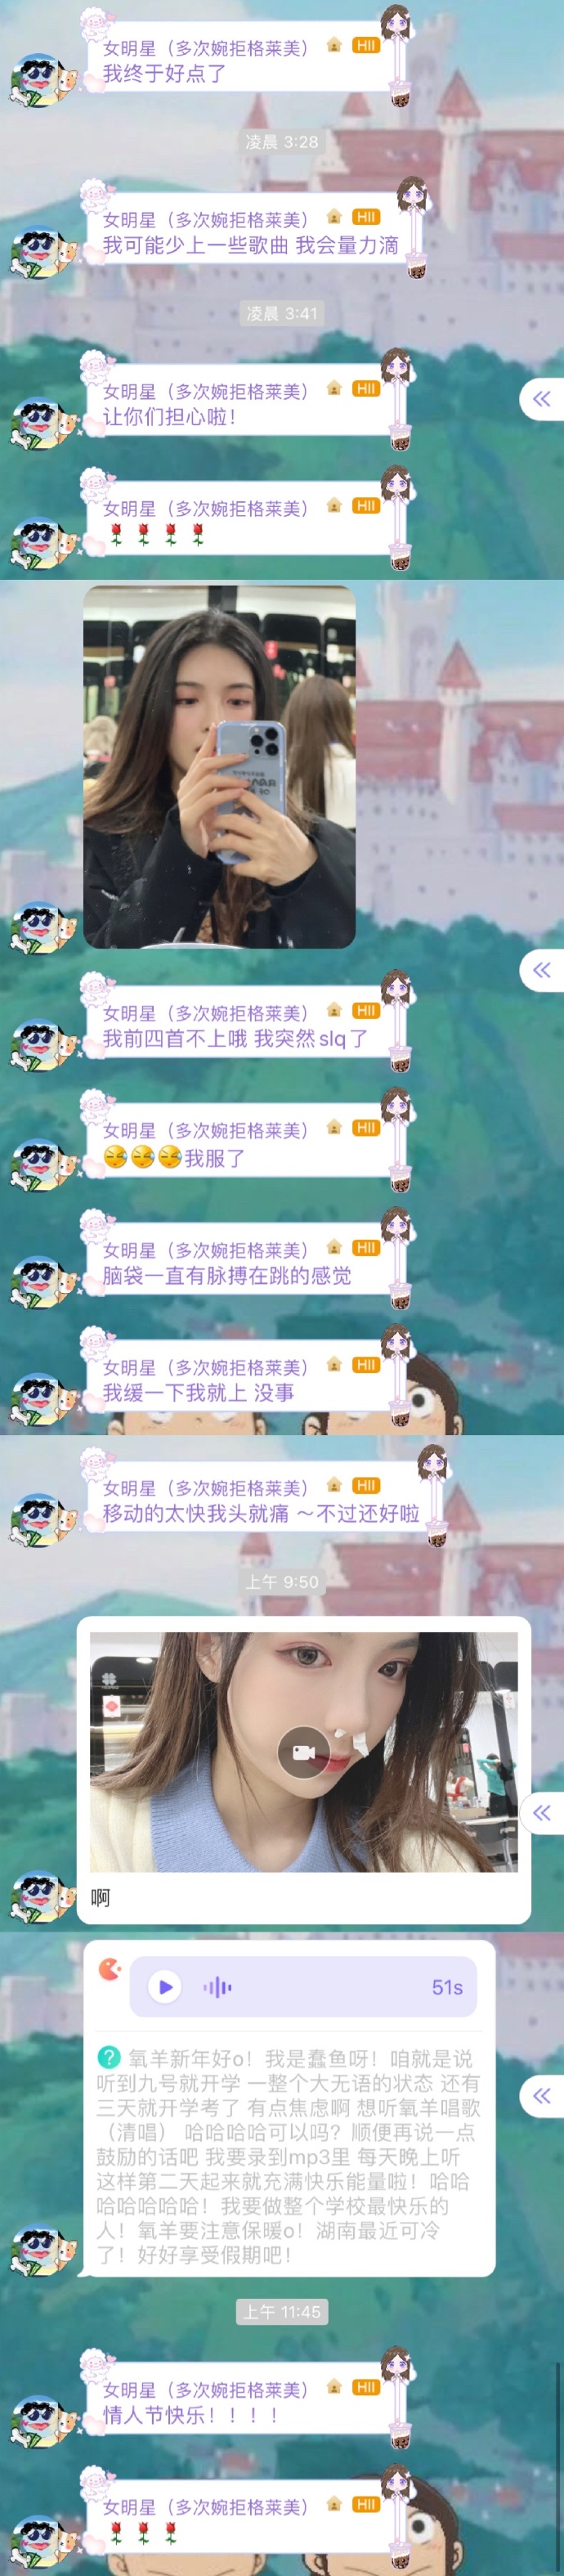 女明星（多次婉拒格莱美） HII
我终于好点了
凌晨 3:28
女明星（多次婉拒格莱美） HII
我可能少上一些歌曲 我会量力滴
凌晨 3:41
女明星（多次婉拒格莱美） HII
让你们担心啦！
女明星（多次婉拒格莱美） HII
🌹🌹🌹🌹
女明星（多次婉拒格莱美） HII
我前四首不上哦 我突然slq了
女明星（多次婉拒格莱美） HII
我服了
女明星（多次婉拒格莱美） HII
脑袋一直有脉搏在跳的感觉
女明星（多次婉拒格莱美） HII
我缓一下我就上 没事
女明星（多次婉拒格莱美） HII
移动的太快我头就痛 ～不过还好啦
上午 9:50
啊
51s
? 氧羊新年好o！我是蠢鱼呀！咱就是说
听到九号就开学 一整个大无语的状态 还有
三天就开学考了 有点焦虑啊 想听氧羊唱歌
（清唱） 哈哈哈哈可以吗？顺便再说一点
鼓励的话吧 我要录到mp3里 每天晚上听
这样第二天起来就充满快乐能量啦！哈哈
哈哈哈哈哈哈！我要做整个学校最快乐的
人！氧羊要注意保暖o！湖南最近可冷
了！好好享受假期吧！
上午 11:45
女明星（多次婉拒格莱美） HII
情人节快乐！！！！
女明星（多次婉拒格莱美） HII
🌹🌹🌹